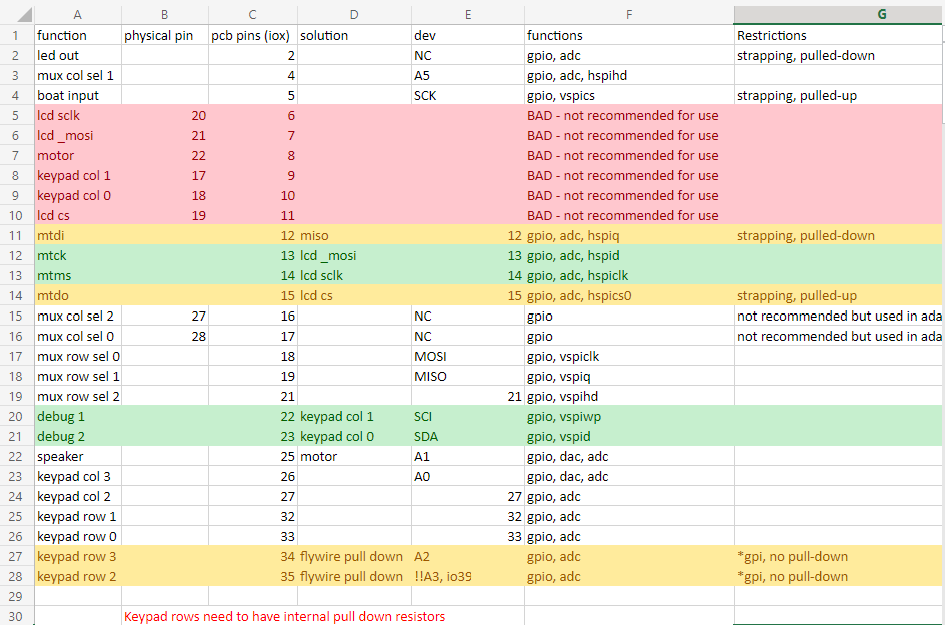 A B C D E F G
1 function physical pin pcb pins (iox) solution dev functions Restrictions
2 led out 2 NC gpio, adc strapping, pulled-down
3 mux col sel 1 4 A5 gpio, adc, hspihd
4 boat input 5 SCK gpio, vspics strapping, pulled-up
5 lcd sclk 20 6 BAD - not recommended for use
6 lcd _mosi 21 7 BAD - not recommended for use
7 motor 22 8 BAD - not recommended for use
8 keypad col 1 17 9 BAD - not recommended for use
9 keypad col 0 18 10 BAD - not recommended for use
10 lcd cs 19 11 BAD - not recommended for use
11 mtdi 12 miso 12 gpio, adc, hspiq strapping, pulled-down
12 mtck 13 lcd _mosi 13 gpio, adc, hspid
13 mtms 14 lcd sclk 14 gpio, adc, hspiclk
14 mtdo 15 lcd cs 15 gpio, adc, hspics0 strapping, pulled-up
15 mux col sel 2 27 16 NC gpio not recommended but used in ada
16 mux col sel 0 28 17 NC gpio not recommended but used in ada
17 mux row sel 0 18 MOSI gpio, vspiclk
18 mux row sel 1 19 MISO gpio, vspiq
19 mux row sel 2 21 21 gpio, vspihd
20 debug 1 22 keypad col 1 SCI gpio, vspiwp
21 debug 2 23 keypad col 0 SDA gpio, vspid
22 speaker 25 motor A1 gpio, dac, adc
23 keypad col 3 26 A0 gpio, dac, adc
24 keypad col 2 27 27 gpio, adc
25 keypad row 1 32 32 gpio, adc
26 keypad row 0 33 33 gpio, adc
27 keypad row 3 34 flywire pull down A2 gpio, adc *gpi, no pull-down
28 keypad row 2 35 flywire pull down !!A3, io39 gpio, adc *gpi, no pull-down
29
30 Keypad rows need to have internal pull down resistors